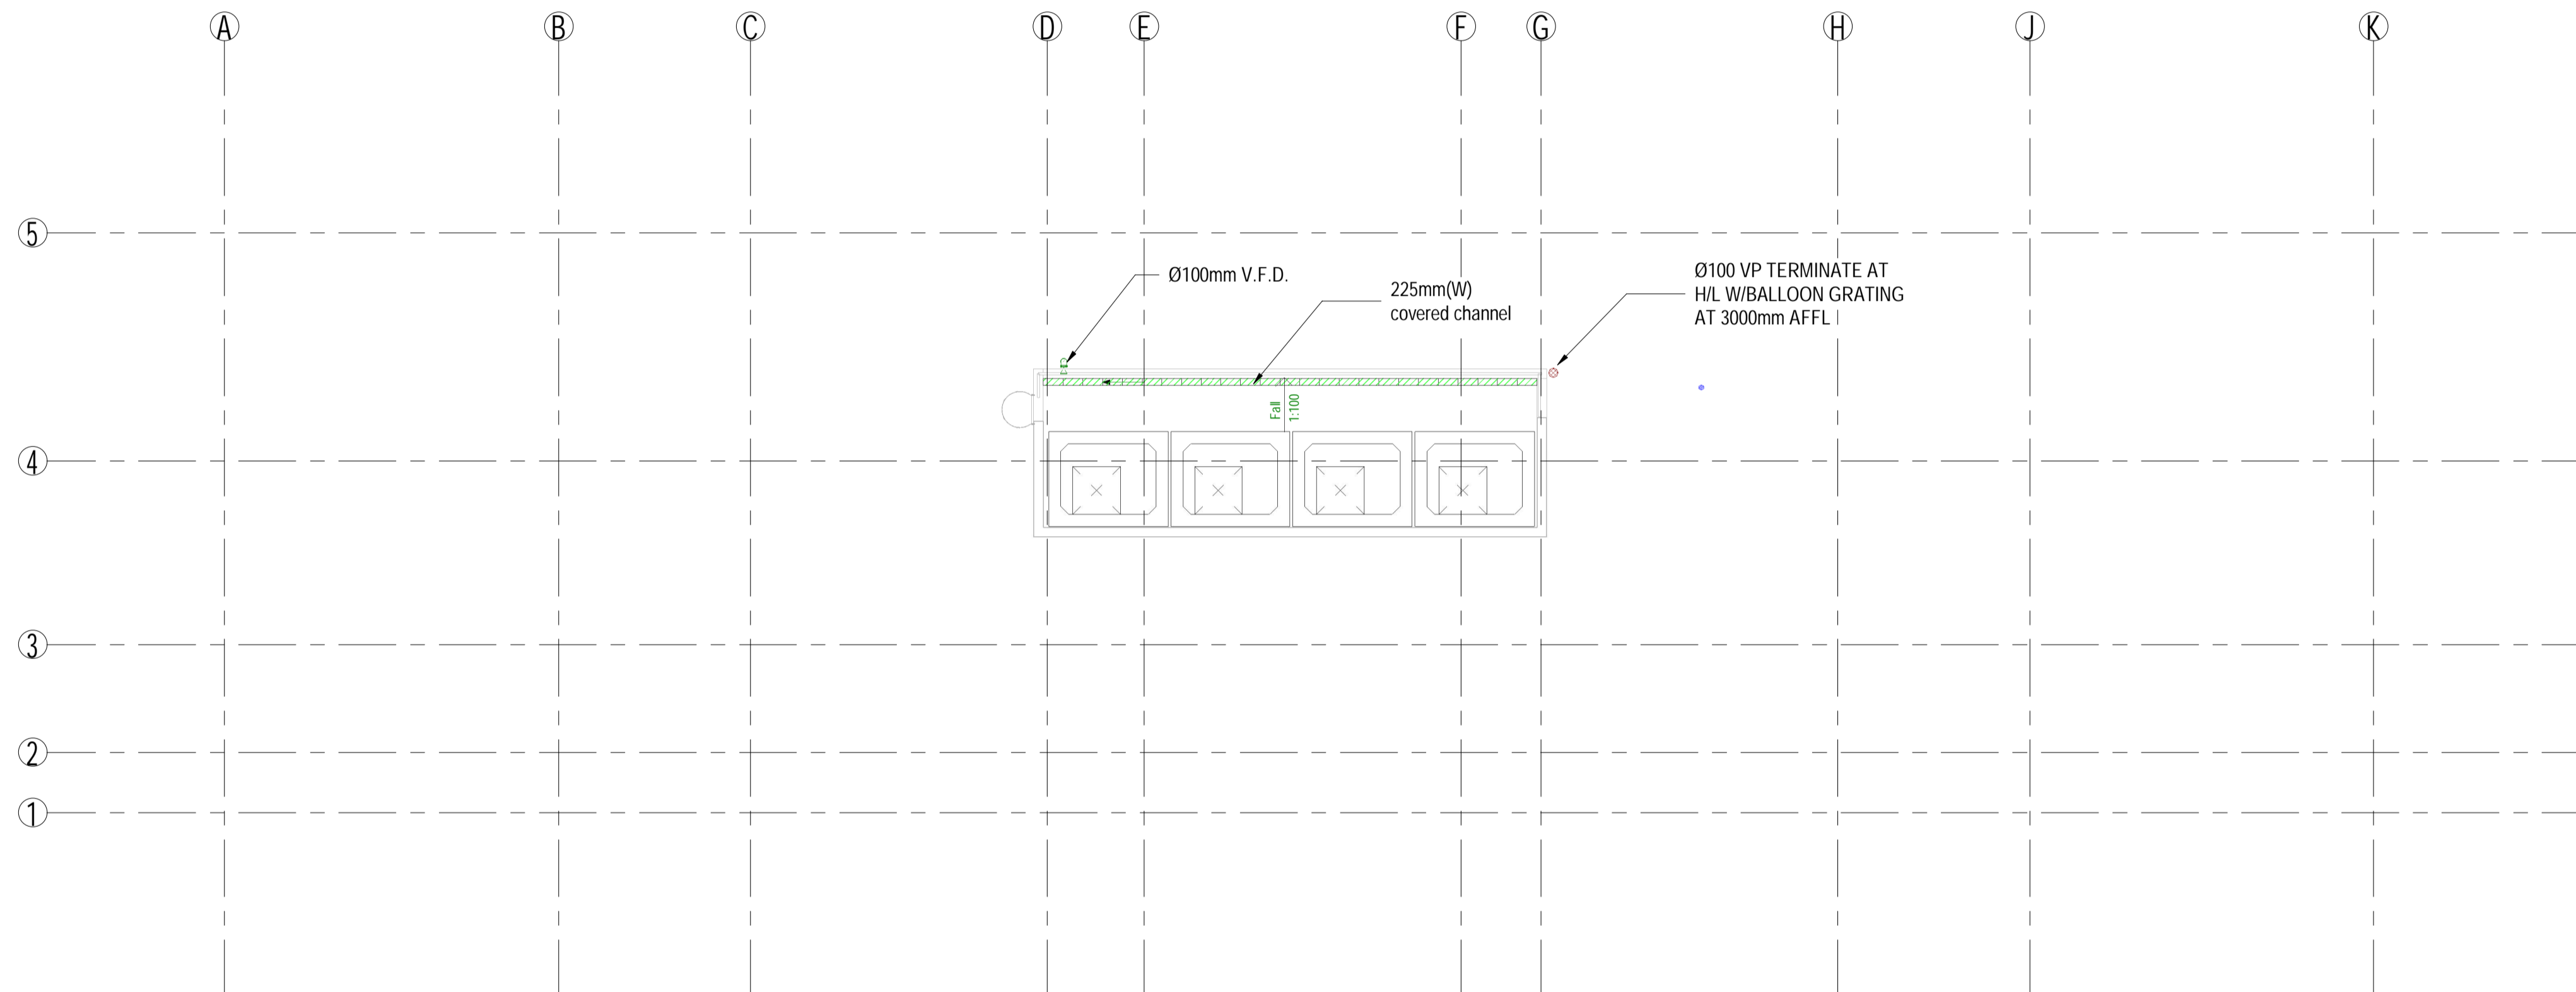 A B C D E F G H J K
5
Ø100mm V.F.D.
225mm(W)
covered channel
Ø100 VP TERMINATE AT
H/L W/BALLOON GRATING
AT 3000mm AFFL
Fall
1:100
4
3
2
1